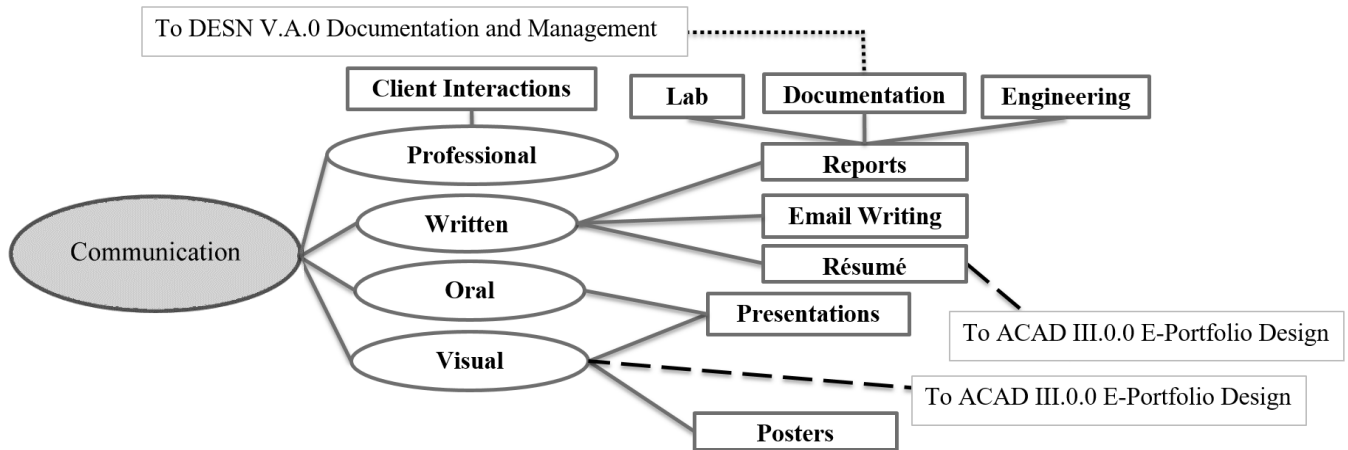 To DESN V.A.0 Documentation and Management
Client Interactions
Lab
Documentation
Engineering
Professional
Reports
Written
Email Writing
Communication
Résumé
Oral
Presentations
To ACAD III.0.0 E-Portfolio Design
Visual
To ACAD III.0.0 E-Portfolio Design
Posters